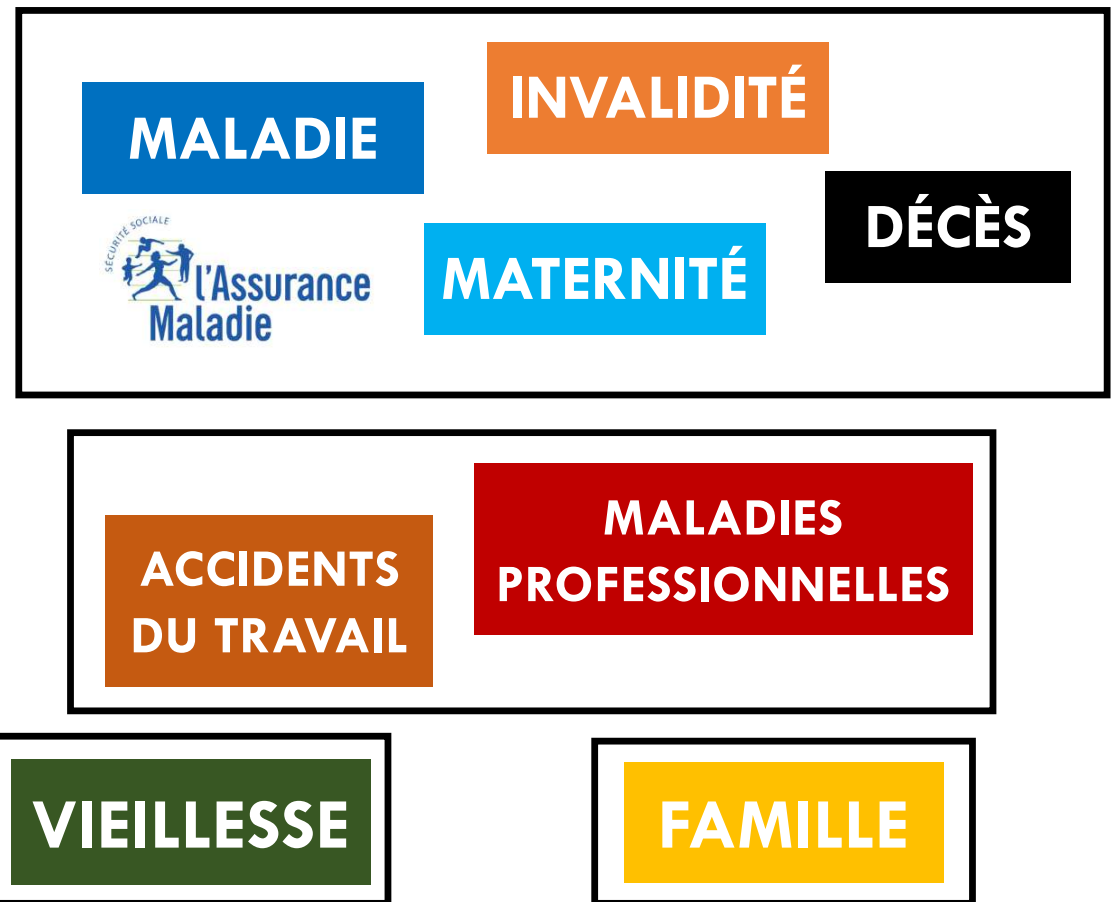 INVALIDITÉ
MALADIE
DÉCÈS
SÉCURITÉ SOCIALE
l'Assurance
Maladie
MATERNITÉ
ACCIDENTS
DU TRAVAIL
MALADIES
PROFESSIONNELLES
VIEILLESSE
FAMILLE